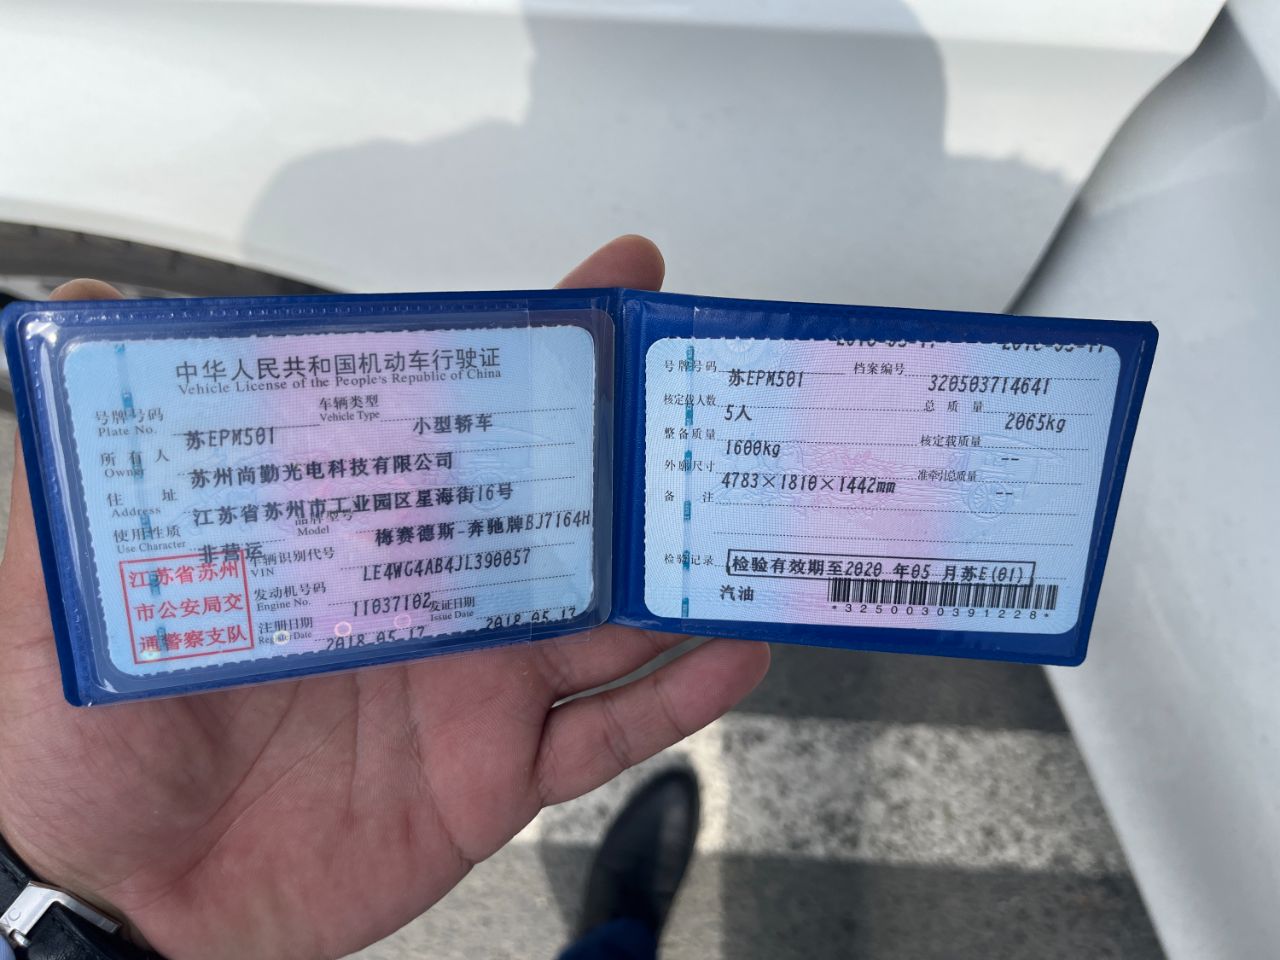 中华人民共和国机动车行驶证
Vehicle License of the People's Republic of China
号牌号码 苏EPM501 车辆类型 小型轿车
Plate No. Vehicle Type
所有人 苏州尚勤光电科技有限公司
Owner
住址 江苏省苏州市工业园区星海街16号
Address
使用性质 非营运 品牌型号 梅赛德斯-奔驰牌BJ7164H
Use Character Model
车辆识别代号 LE4WG4AB4JL390057
VIN
发动机号码 11037102
Engine No.
注册日期 2018.05.17 发证日期 2018.05.17
Register Date Issue Date
江苏省苏州
市公安局交
通警察支队
号牌号码 苏EPM501 档案编号 320503714641
核定载人数 5人 总质量 2065kg
整备质量 1600kg 核定载质量 --
外廓尺寸 4783×1810×1442mm 准牵引总质量 --
备注
检验记录 检验有效期至2020年05月苏E(01)
汽油
*3250030391228*